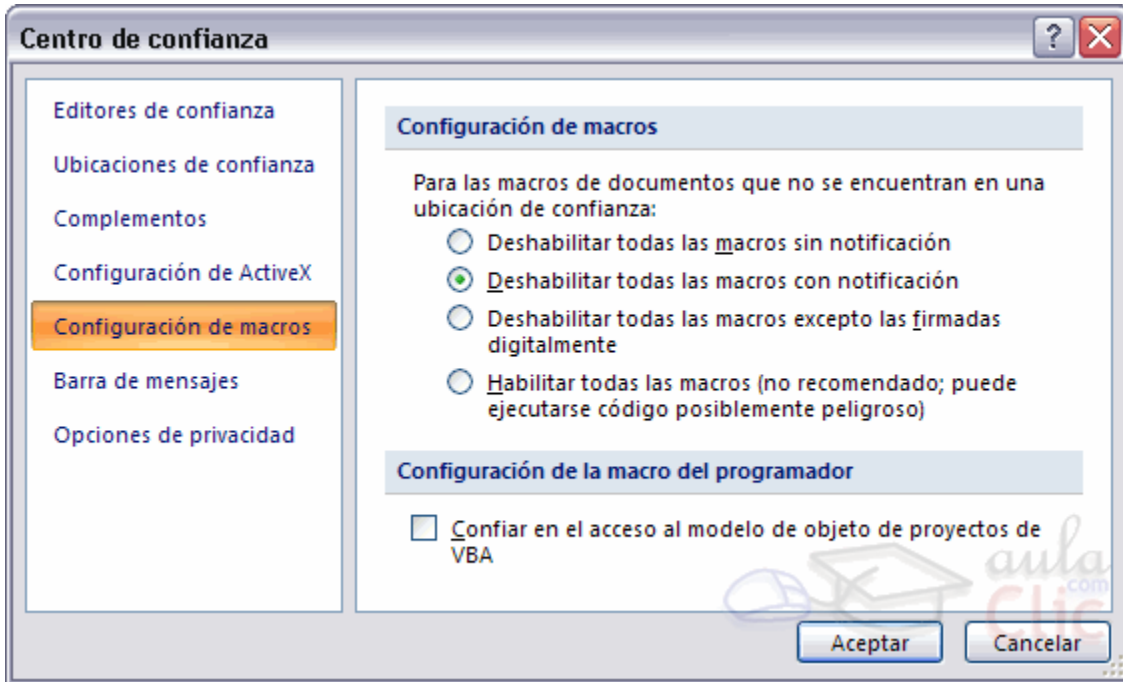 Centro de confianza
?
Editores de confianza
Ubicaciones de confianza
Complementos
Configuración de ActiveX
Configuración de macros
Barra de mensajes
Opciones de privacidad
Configuración de macros
Para las macros de documentos que no se encuentran en una
ubicación de confianza:
Deshabilitar todas las macros sin notificación
Deshabilitar todas las macros con notificación
Deshabilitar todas las macros excepto las firmadas
digitalmente
Habilitar todas las macros (no recomendado; puede
ejecutarse código posiblemente peligroso)
Configuración de la macro del programador
Confiar en el acceso al modelo de objeto de proyectos de
VBA
aula
.com
Clic
Aceptar
Cancelar